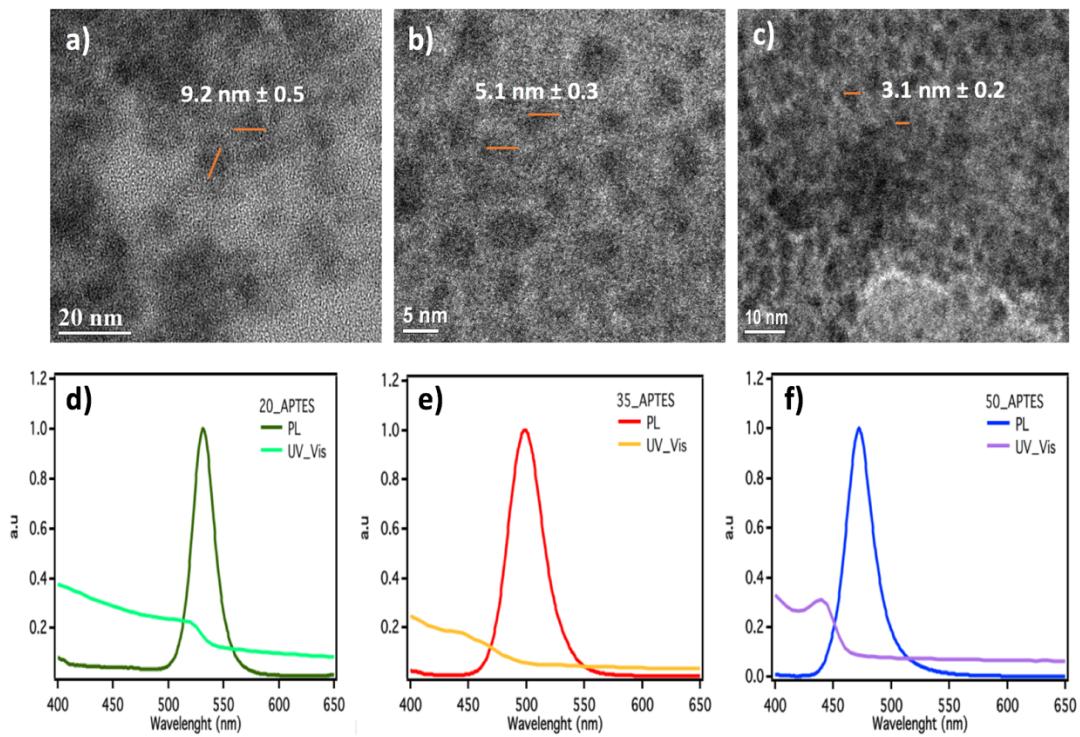 a)
9.2 nm ± 0.5
20 nm
b)
5.1 nm ± 0.3
5 nm
c)
3.1 nm ± 0.2
10 nm
d)
20_APTES
PL
UV_Vis
1.2
1.0
0.8
0.6
0.4
0.2
a.u
400 450 500 550 600 650
Wavelenght (nm)
e)
35_APTES
PL
UV_Vis
1.2
1.0
0.8
0.6
0.4
0.2
a.u
400 450 500 550 600 650
Wavelenght (nm)
f)
50_APTES
PL
UV_Vis
1.2
1.0
0.8
0.6
0.4
0.2
0.0
a.u
400 450 500 550 600 650
Wavelenght (nm)